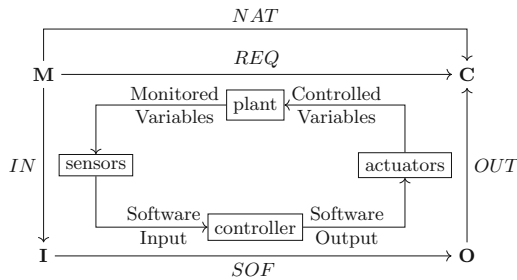 NAT
M
REQ
C
Monitored
Variables
plant
Controlled
Variables
IN
sensors
actuators
OUT
Software
Input
controller
Software
Output
I
SOF
O